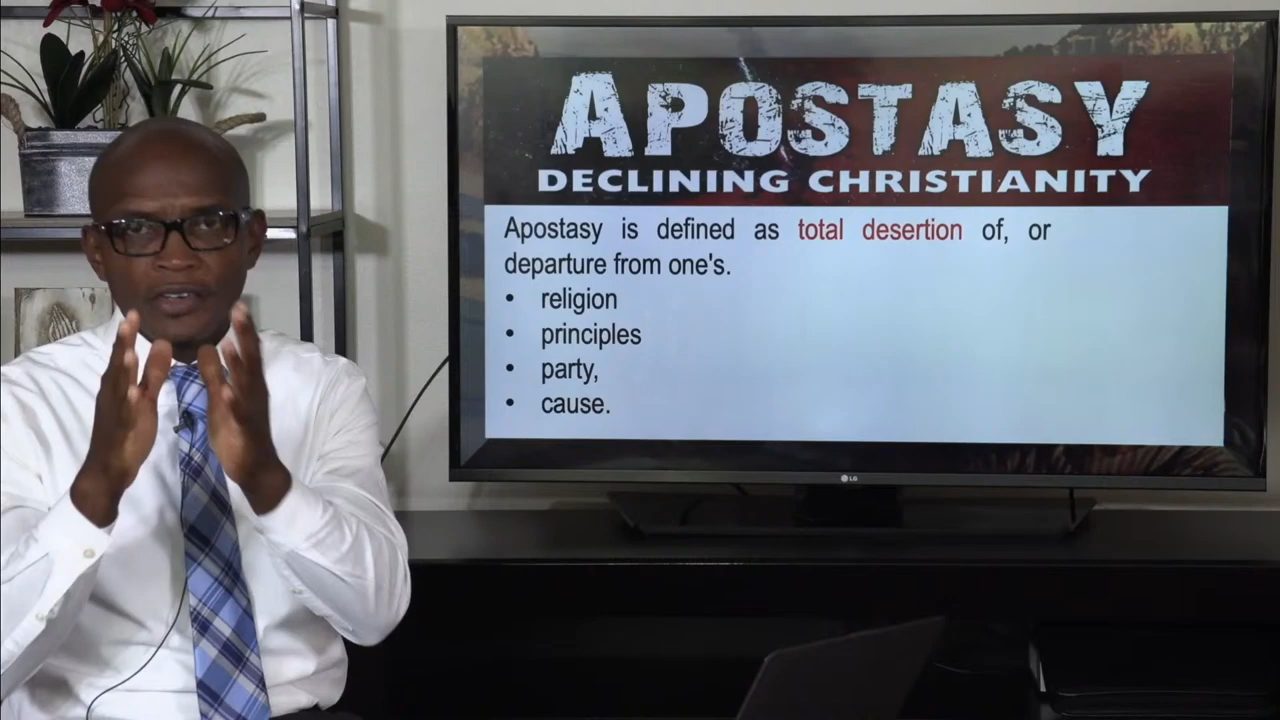 APOSTASY
DECLINING CHRISTIANITY
Apostasy is defined as total desertion of, or
departure from one's.
• religion
• principles
• party,
• cause.
LG